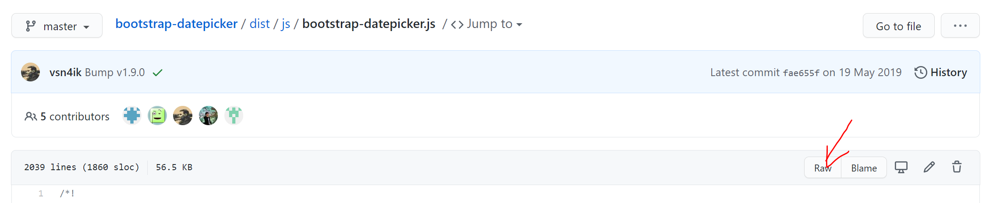 master bootstrap-datepicker / dist / js / bootstrap-datepicker.js / <> Jump to Go to file ...
vsn4ik Bump v1.9.0 ✓ Latest commit fae655f on 19 May 2019 History
5 contributors
2039 lines (1860 sloc) 56.5 KB Raw Blame
1 /*!